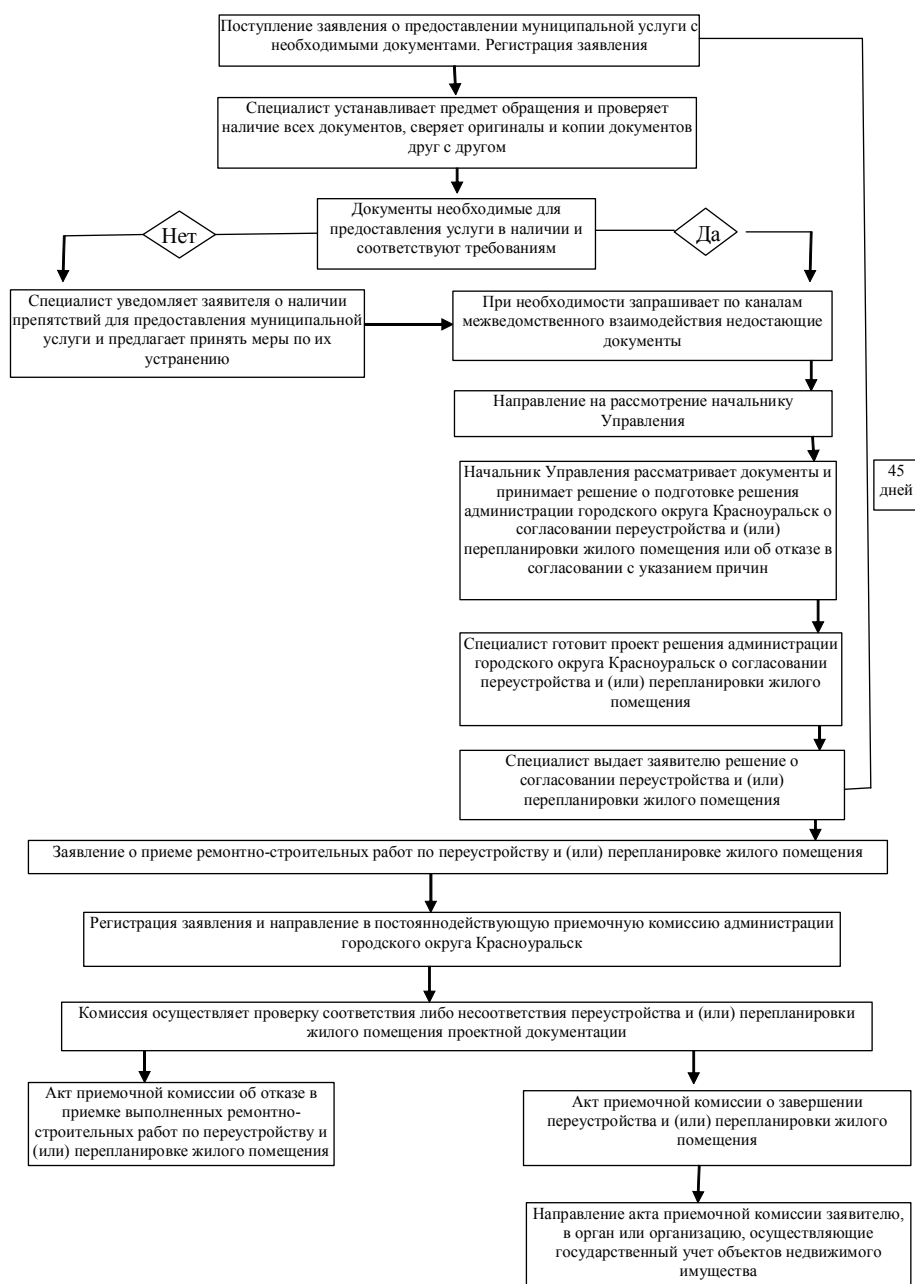 Поступление заявления о предоставлении муниципальной услуги с
необходимыми документами. Регистрация заявления
Специалист устанавливает предмет обращения и проверяет
наличие всех документов, сверяет оригиналы и копии документов
друг с другом
Документы необходимые для
предоставления услуги в наличии и
соответствуют требованиям
Нет
Да
Специалист уведомляет заявителя о наличии
препятствий для предоставления муниципальной
услуги и предлагает принять меры по их
устранению
При необходимости запрашивает по каналам
межведомственного взаимодействия недостающие
документы
Направление на рассмотрение начальнику
Управления
45
дней
Начальник Управления рассматривает документы и
принимает решение о подготовке решения
администрации городского округа Красноуральск о
согласовании переустройства и (или)
перепланировки жилого помещения или об отказе в
согласовании с указанием причин
Специалист готовит проект решения администрации
городского округа Красноуральск о согласовании
переустройства и (или) перепланировки жилого
помещения
Специалист выдает заявителю решение о
согласовании переустройства и (или)
перепланировки жилого помещения
Заявление о приеме ремонтно-строительных работ по переустройству и (или) перепланировке жилого помещения
Регистрация заявления и направление в постояннодействующую приемочную комиссию администрации
городского округа Красноуральск
Комиссия осуществляет проверку соответствия либо несоответствия переустройства и (или) перепланировки
жилого помещения проектной документации
Акт приемочной комиссии об отказе в
приемке выполненных ремонтно-
строительных работ по переустройству и
(или) перепланировке жилого помещения
Акт приемочной комиссии о завершении
переустройства и (или) перепланировки жилого
помещения
Направление акта приемочной комиссии заявителю,
в орган или организацию, осуществляющие
государственный учет объектов недвижимого
имущества